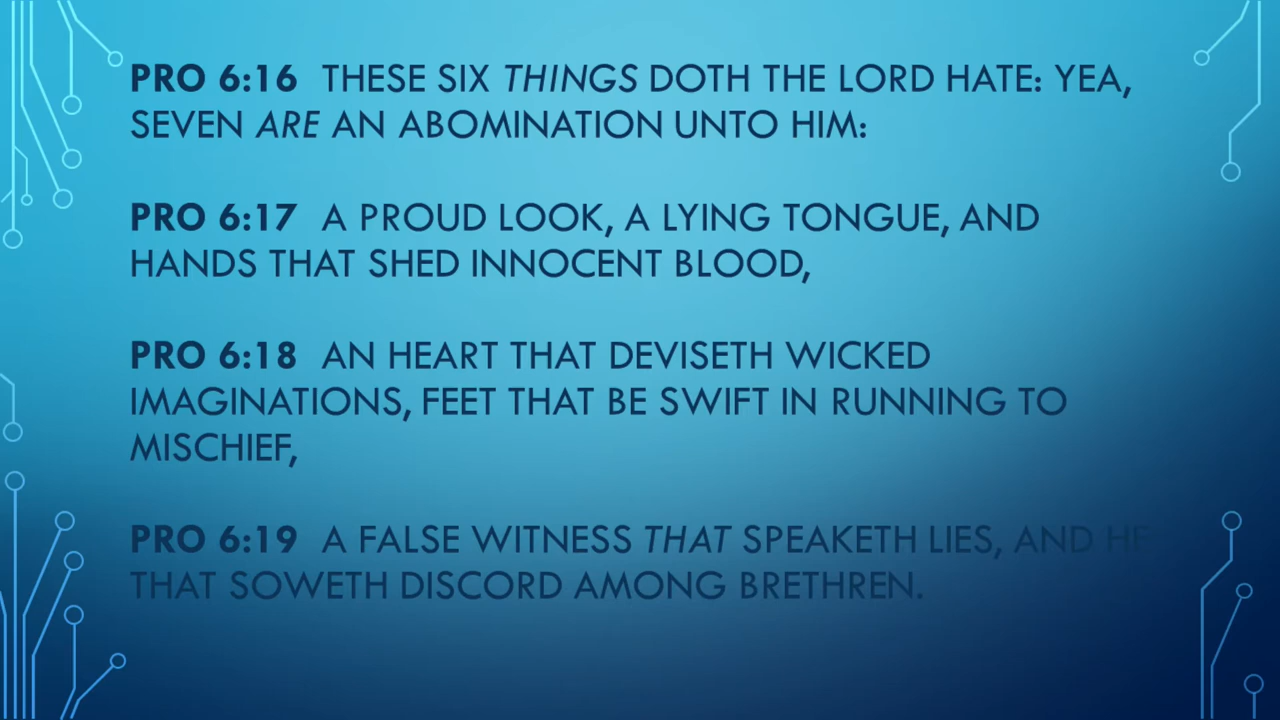 PRO 6:16 THESE SIX THINGS DOTH THE LORD HATE: YEA,
SEVEN ARE AN ABOMINATION UNTO HIM:
PRO 6:17 A PROUD LOOK, A LYING TONGUE, AND
HANDS THAT SHED INNOCENT BLOOD,
PRO 6:18 AN HEART THAT DEVISETH WICKED
IMAGINATIONS, FEET THAT BE SWIFT IN RUNNING TO
MISCHIEF,
PRO 6:19 A FALSE WITNESS THAT SPEAKETH LIES, AND HE
THAT SOWETH DISCORD AMONG BRETHREN.